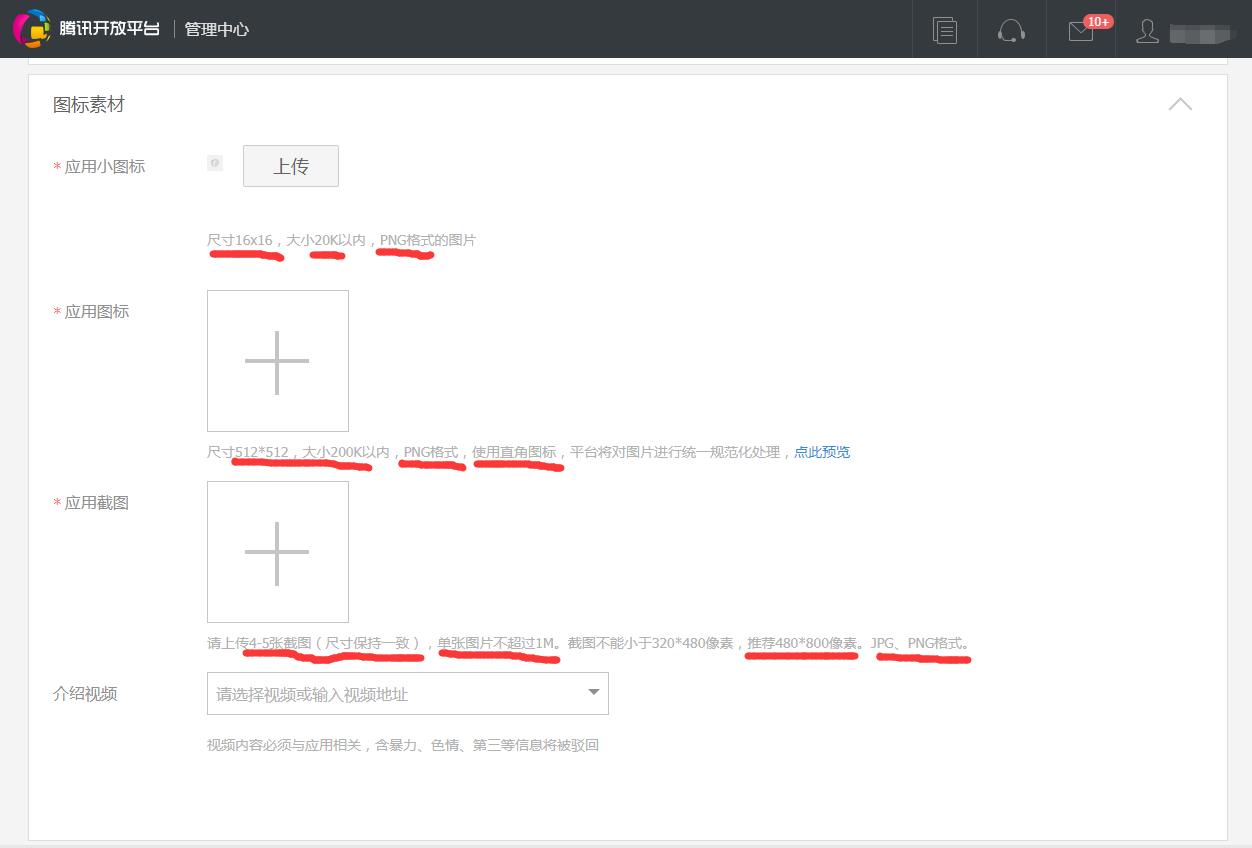 腾讯开放平台 管理中心 10+
图标素材
* 应用小图标 上传
尺寸16x16，大小20K以内，PNG格式的图片
* 应用图标
尺寸512*512，大小200K以内，PNG格式，使用直角图标，平台将对图片进行统一规范化处理，点此预览
* 应用截图
请上传4-5张截图（尺寸保持一致），单张图片不超过1M。截图不能小于320*480像素，推荐480*800像素。JPG、PNG格式。
介绍视频 请选择视频或输入视频地址
视频内容必须与应用相关，含暴力、色情、第三等信息将被驳回